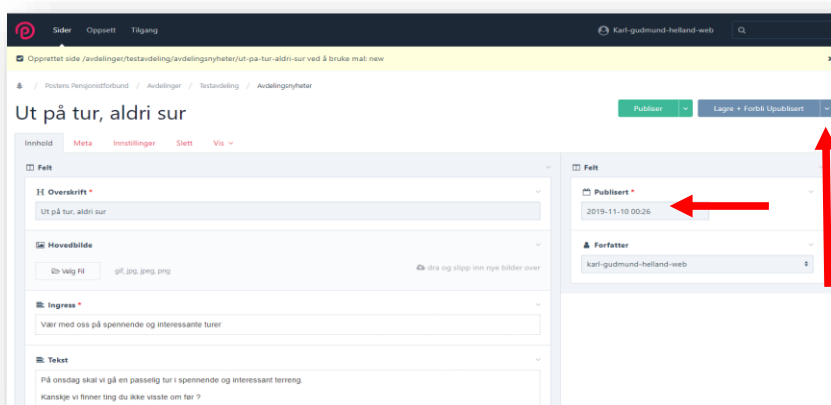 Sider Oppsett Tilgang Karl-gudmund-helland-web
Opprettet side /avdelinger/testavdeling/avdelingsnyheter/ut-pa-tur-aldri-sur ved å bruke mal: new
/ Postens Pensjonistforbund / Avdelinger / Testavdeling / Avdelingsnyheter
Ut på tur, aldri sur
Publiser Lagre + Forbli Upublisert
Innhold Meta Innstillinger Slett Vis
Felt
Overskrift *
Ut på tur, aldri sur
Hovedbilde
Velg Fil gif, jpg, jpeg, png dra og slipp inn nye bilder over
Ingress *
Vær med oss på spennende og interessante turer
Tekst
På onsdag skal vi gå en passelig tur i spennende og interessant terreng.
Kanskje vi finner ting du ikke visste om før ?
Felt
Publisert *
2019-11-10 00:26
Forfatter
karl-gudmund-helland-web